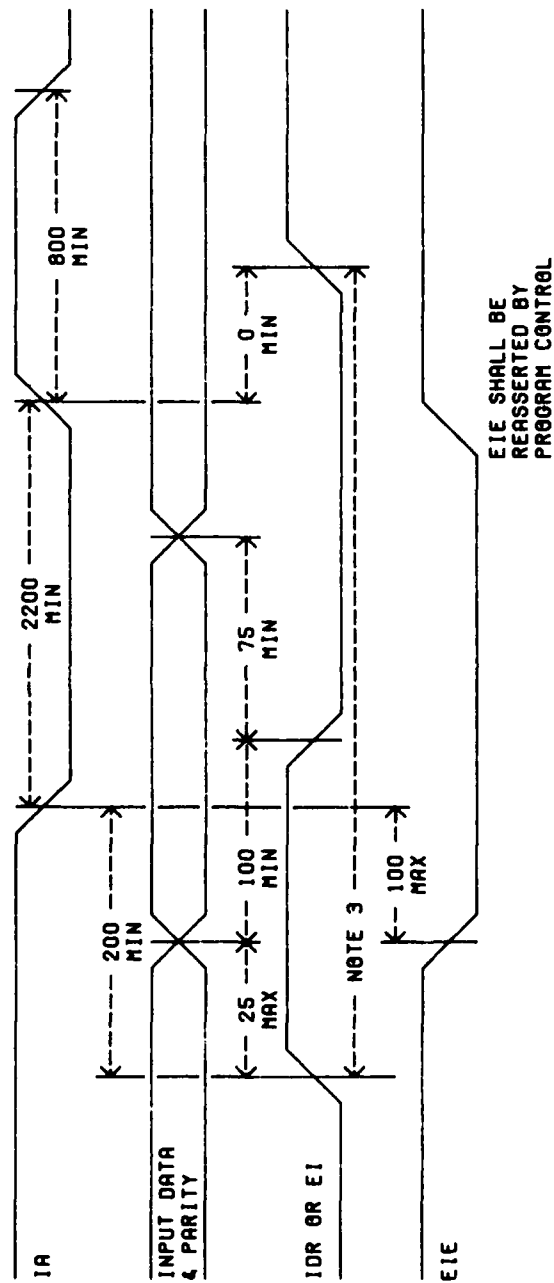 IA
2200
MIN
800
MIN
200
MIN
INPUT DATA
& PARITY
25
MAX
100
MIN
75
MIN
0
MIN
IDR OR EI
NOTE 3
100
MAX
EIE
EIE SHALL BE
REASSERTED BY
PROGRAM CONTROL